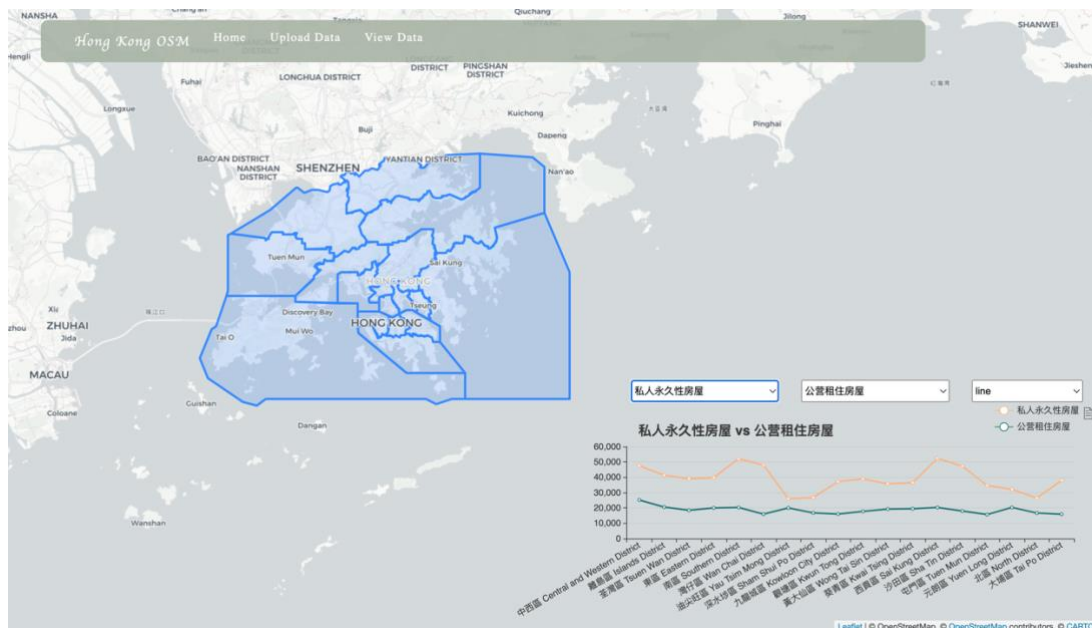 NANSHA
Qiuchang
Jilong
SHANWEI
Hengli
Hong Kong OSM
Home
Upload Data
View Data
Jieshen
DISTRICT
PINGSHAN
DISTRICT
Fuhai
LONGHUA DISTRICT
Longxue
Kuichong
Pinghai
Buji
Dapeng
BAO'AN DISTRICT
NANSHAN
DISTRICT
SHENZHEN
YANTIAN DISTRICT
Nan'ao
Tuen Mun
Sai Kung
HONG KONG
Tseung
Discovery Bay
HONG KONG
Mui Wo
Tai O
Xij
zhou
ZHUHAI
Jida
MACAU
Coloane
Guishan
Dangan
Wanshan
私人永久性房屋
公营租住房屋
line
私人永久性房屋
公营租住房屋
私人永久性房屋 vs 公营租住房屋
60,000
50,000
40,000
30,000
20,000
10,000
0
中西區 Central and Western District
離島區 Islands District
荃灣區 Tsuen Wan District
東區 Eastern District
南區 Southern District
灣仔區 Wan Chai District
油尖旺區 Yau Tsim Mong District
深水埗區 Sham Shui Po District
九龍城區 Kowloon City District
觀塘區 Kwun Tong District
黃大仙區 Wong Tai Sin District
葵青區 Kwai Tsing District
西貢區 Sai Kung District
沙田區 Sha Tin District
屯門區 Tuen Mun District
元朗區 Yuen Long District
北區 North District
大埔區 Tai Po District
Leaflet | © OpenStreetMap, © OpenStreetMap contributors, © CARTO